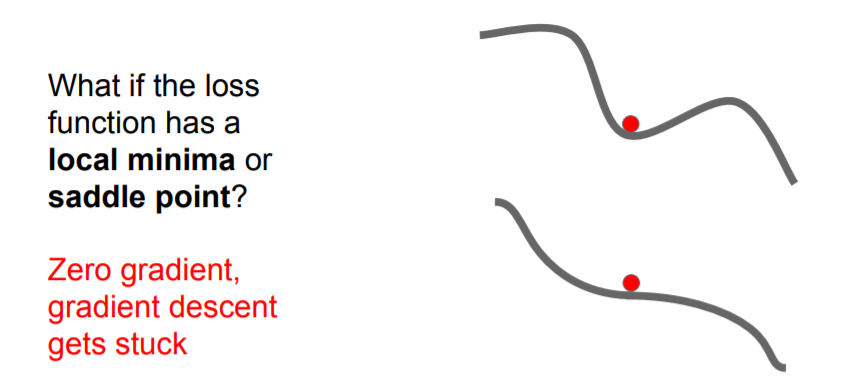 What if the loss
function has a
local minima or
saddle point?
Zero gradient,
gradient descent
gets stuck